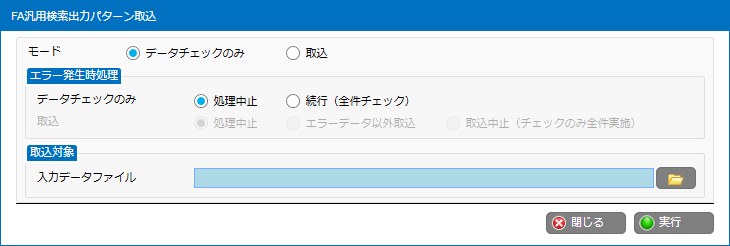 FA汎用検索出力パターン取込
モード データチェックのみ 取込
エラー発生時処理
データチェックのみ 処理中止 続行（全件チェック）
取込 処理中止 エラーデータ以外取込 取込中止（チェックのみ全件実施）
取込対象
入力データファイル
閉じる 実行